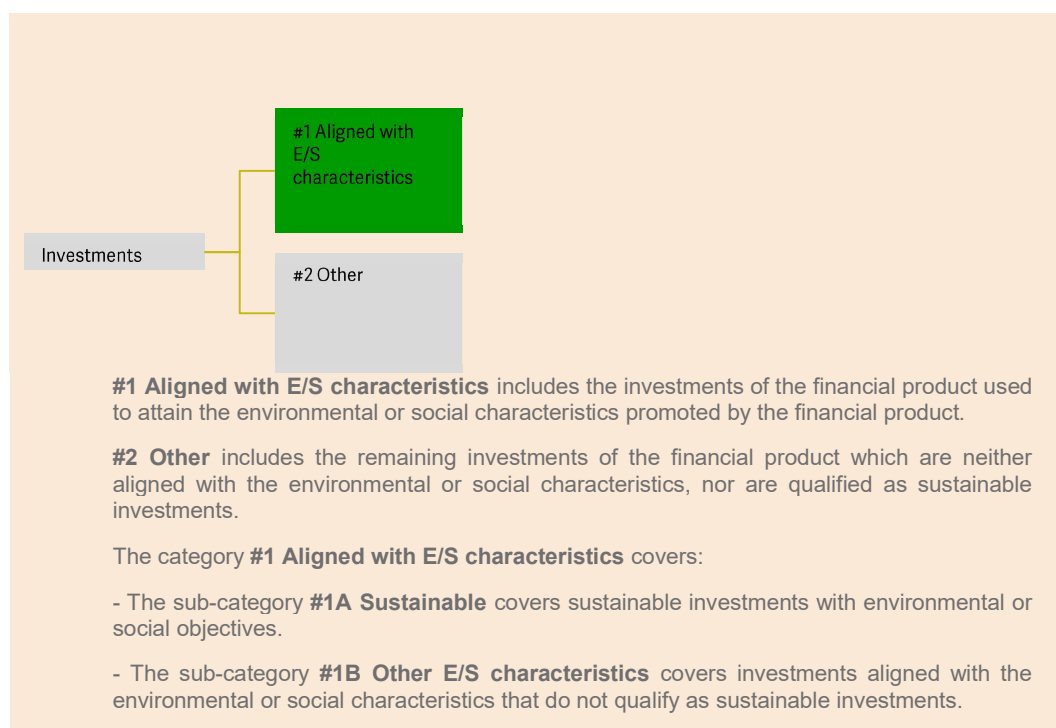 #1 Aligned with
E/S
characteristics
Investments
#2 Other
#1 Aligned with E/S characteristics includes the investments of the financial product used
to attain the environmental or social characteristics promoted by the financial product.
#2 Other includes the remaining investments of the financial product which are neither
aligned with the environmental or social characteristics, nor are qualified as sustainable
investments.
The category #1 Aligned with E/S characteristics covers:
- The sub-category #1A Sustainable covers sustainable investments with environmental or
social objectives.
- The sub-category #1B Other E/S characteristics covers investments aligned with the
environmental or social characteristics that do not qualify as sustainable investments.